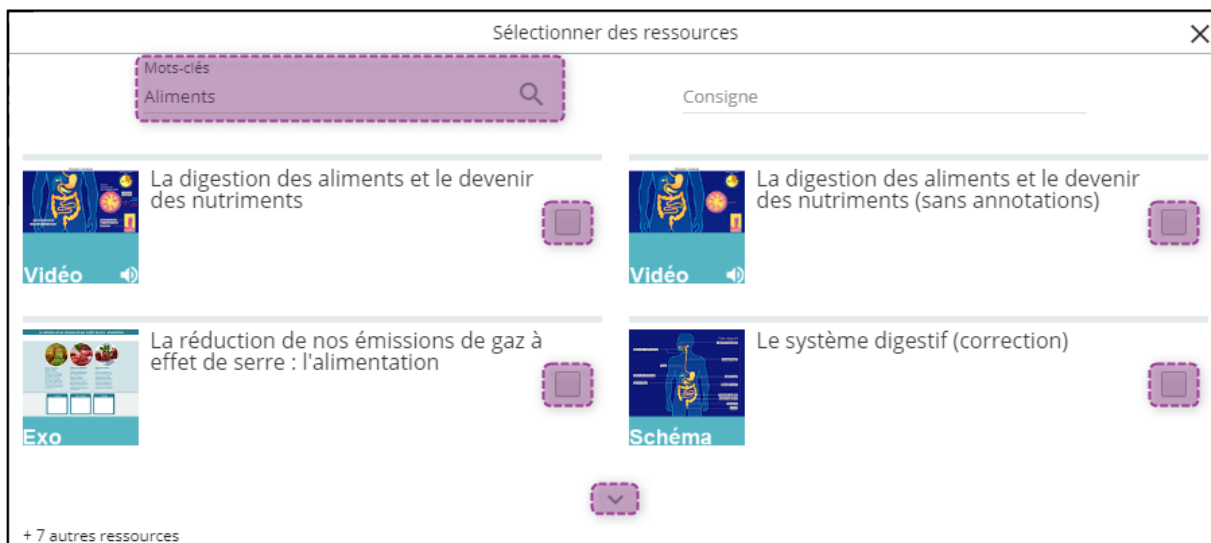 Sélectionner des ressources
Mots-clés
Aliments
Consigne
La digestion des aliments et le devenir
des nutriments
Vidéo
La digestion des aliments et le devenir
des nutriments (sans annotations)
Vidéo
La réduction de nos émissions de gaz à
effet de serre : l'alimentation
Exo
Le système digestif (correction)
Schéma
+ 7 autres ressources